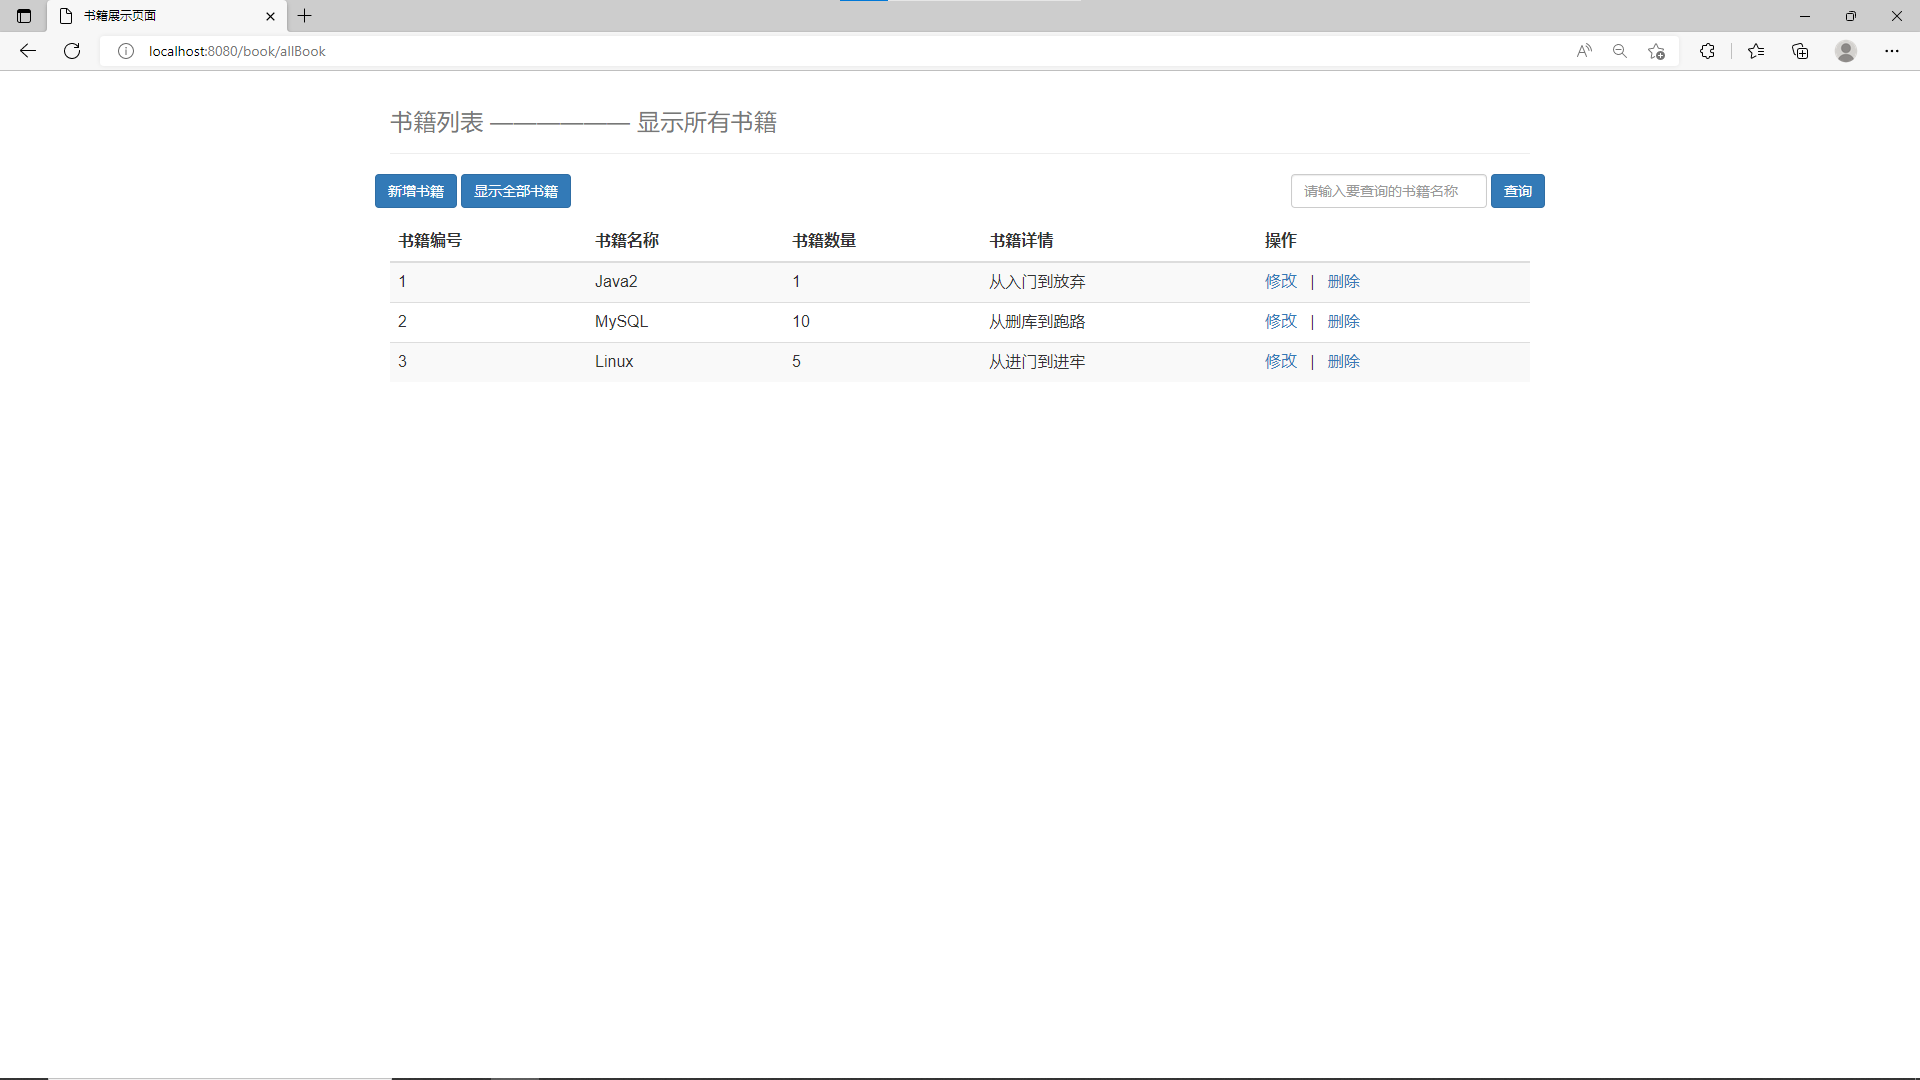 书籍展示页面
localhost:8080/book/allBook
书籍列表 —————— 显示所有书籍
新增书籍 显示全部书籍 请输入要查询的书籍名称 查询
书籍编号 书籍名称 书籍数量 书籍详情 操作
1 Java2 1 从入门到放弃 修改 | 删除
2 MySQL 10 从删库到跑路 修改 | 删除
3 Linux 5 从进门到进牢 修改 | 删除